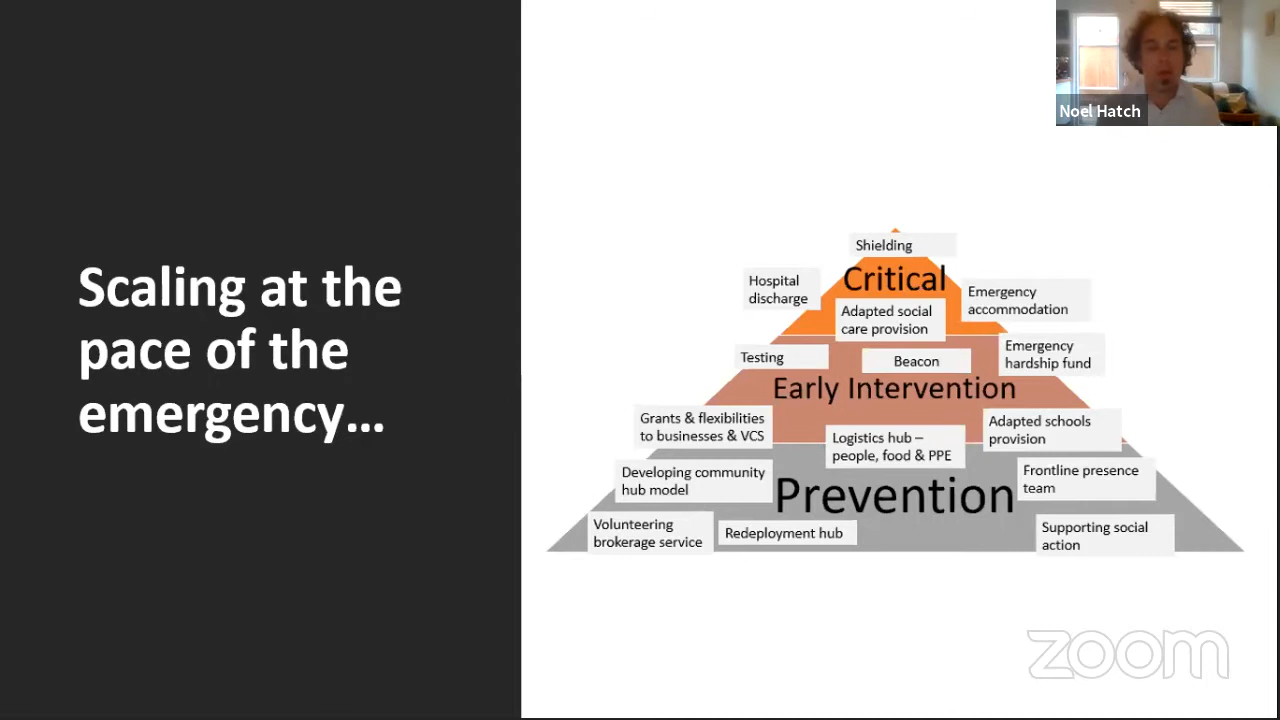 Noel Hatch
Scaling at the
pace of the
emergency...
Shielding
Critical
Hospital
discharge
Adapted social
care provision
Emergency
accommodation
Testing
Beacon
Emergency
hardship fund
Early Intervention
Grants & flexibilities
to businesses & VCS
Logistics hub –
people, food & PPE
Adapted schools
provision
Developing community
hub model
Prevention
Frontline presence
team
Volunteering
brokerage service
Redeployment hub
Supporting social
action
zoom